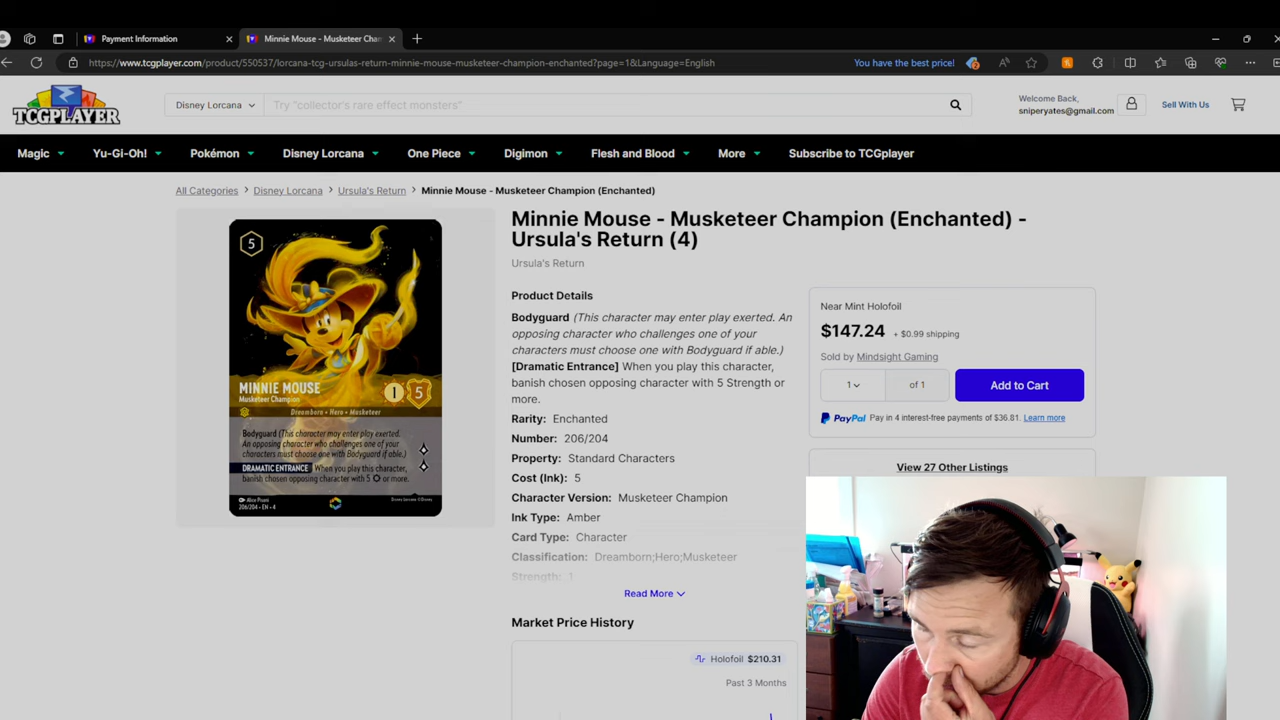 Payment Information
Minnie Mouse - Musketeer Cham
https://www.tcgplayer.com/product/550537/lorcana-tcg-ursulas-return-minnie-mouse-musketeer-champion-enchanted?page=1&Language=English
You have the best price!
TCGPLAYER
Disney Lorcana
Try "collector's rare effect monsters"
Welcome Back,
sniperyates@gmail.com
Sell With Us
Magic
Yu-Gi-Oh!
Pokémon
Disney Lorcana
One Piece
Digimon
Flesh and Blood
More
Subscribe to TCGplayer
All Categories > Disney Lorcana > Ursula's Return > Minnie Mouse - Musketeer Champion (Enchanted)
5
MINNIE MOUSE
Musketeer Champion
1 5
Dreamborn • Hero • Musketeer
Bodyguard (This character may enter play exerted.
An opposing character who challenges one of your
characters must choose one with Bodyguard if able.)
DRAMATIC ENTRANCE When you play this character,
banish chosen opposing character with 5 or more.
206/204 • EN • 4
Minnie Mouse - Musketeer Champion (Enchanted) -
Ursula's Return (4)
Ursula's Return
Product Details
Bodyguard (This character may enter play exerted. An
opposing character who challenges one of your
characters must choose one with Bodyguard if able.)
[Dramatic Entrance] When you play this character,
banish chosen opposing character with 5 Strength or
more.
Rarity: Enchanted
Number: 206/204
Property: Standard Characters
Cost (Ink): 5
Character Version: Musketeer Champion
Ink Type: Amber
Card Type: Character
Classification: Dreamborn;Hero;Musketeer
Strength: 1
Read More
Near Mint Holofoil
$147.24 + $0.99 shipping
Sold by Mindsight Gaming
1 of 1
Add to Cart
PayPal Pay in 4 interest-free payments of $36.81. Learn more
View 27 Other Listings
Market Price History
Holofoil $210.31
Past 3 Months